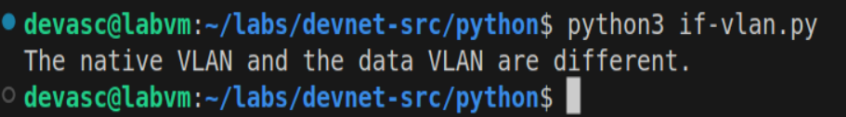 devasc@labvm:~/labs/devnet-src/python$ python3 if-vlan.py
The native VLAN and the data VLAN are different.
devasc@labvm:~/labs/devnet-src/python$